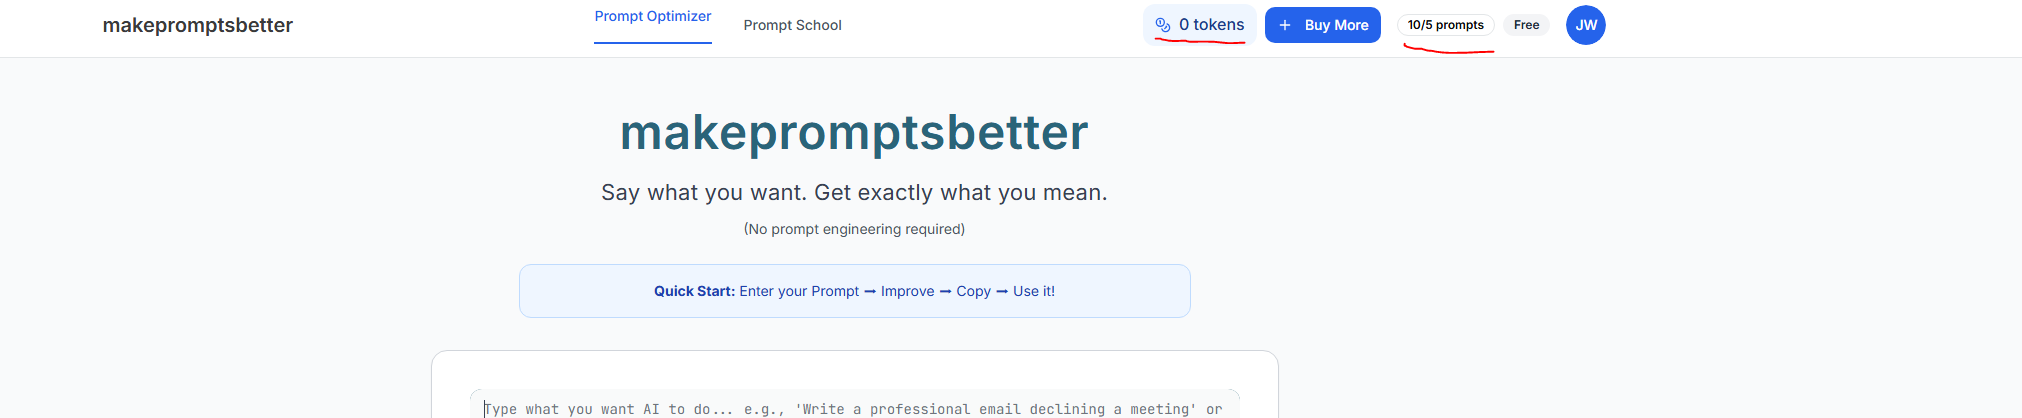 makepromptsbetter Prompt Optimizer Prompt School 0 tokens + Buy More 10/5 prompts Free JW
makepromptsbetter
Say what you want. Get exactly what you mean.
(No prompt engineering required)
Quick Start: Enter your Prompt → Improve → Copy → Use it!
Type what you want AI to do... e.g., 'Write a professional email declining a meeting' or